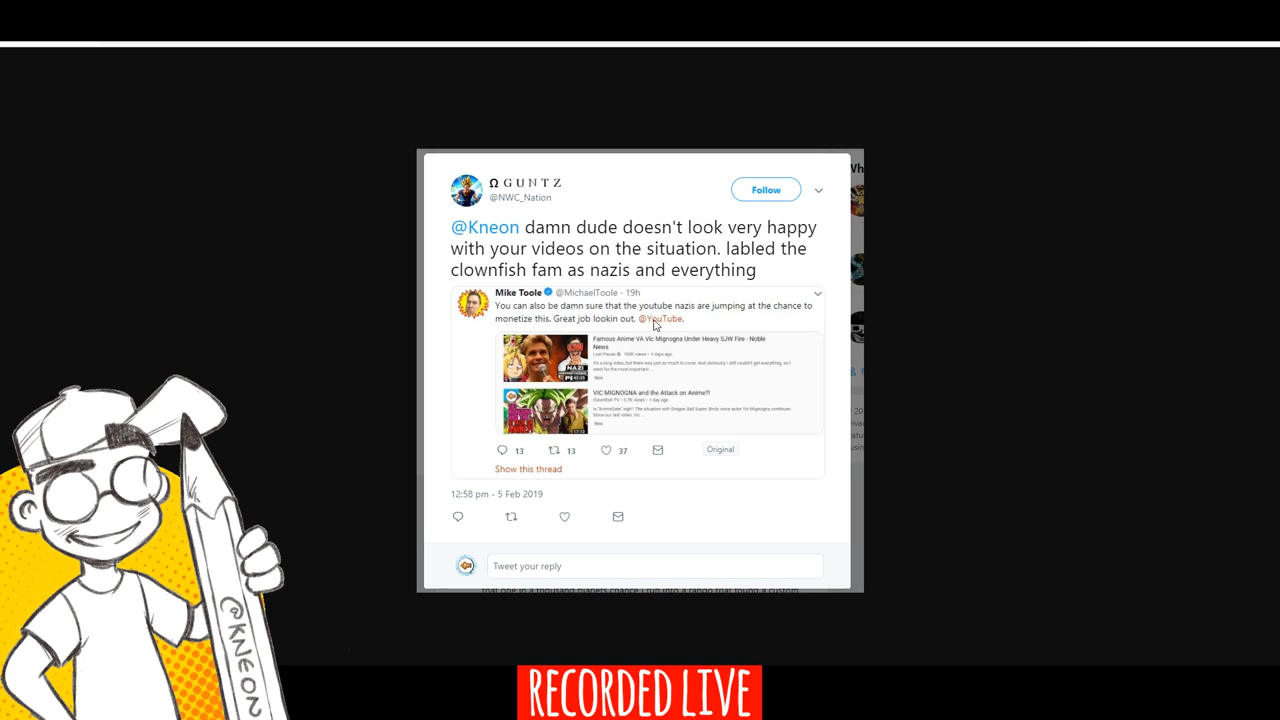 Wh
Ω G U N T Z
@NWC_Nation
Follow
@Kneon damn dude doesn't look very happy
with your videos on the situation. labled the
clownfish fam as nazis and everything
Mike Toole @MichaelToole · 19h
You can also be damn sure that the youtube nazis are jumping at the chance to
monetize this. Great job lookin out, @YouTube.
Famous Anime VA Vic Mignogna Under Heavy SJW Fire - Noble
News
NAZI
VIC MIGNOGNA and the Attack on Anime?!
13 13 37 Original
Show this thread
12:58 pm - 5 Feb 2019
Tweet your reply
@KNEON
RECORDED LIVE